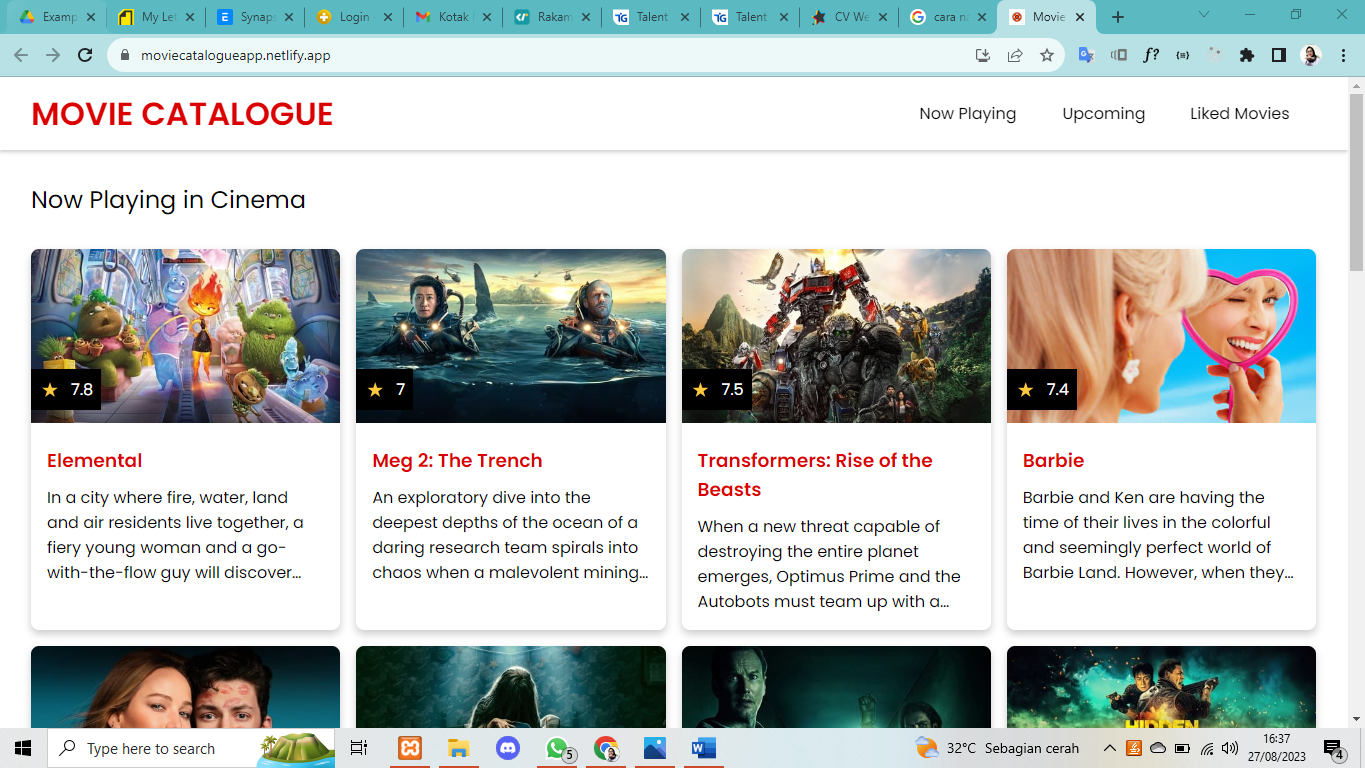 Examp
My Let
Synaps
Login
Kotak
Rakam
Talent
Talent
CV We
cara na
Movie
moviecatalogueapp.netlify.app
MOVIE CATALOGUE
Now Playing
Upcoming
Liked Movies
Now Playing in Cinema
7.8
7
7.5
7.4
Elemental
In a city where fire, water, land
and air residents live together, a
fiery young woman and a go-
with-the-flow guy will discover...
Meg 2: The Trench
An exploratory dive into the
deepest depths of the ocean of a
daring research team spirals into
chaos when a malevolent mining...
Transformers: Rise of the
Beasts
When a new threat capable of
destroying the entire planet
emerges, Optimus Prime and the
Autobots must team up with a...
Barbie
Barbie and Ken are having the
time of their lives in the colorful
and seemingly perfect world of
Barbie Land. However, when they...
HIDDEN
Type here to search
5
32°C Sebagian cerah
16:37
27/08/2023
4